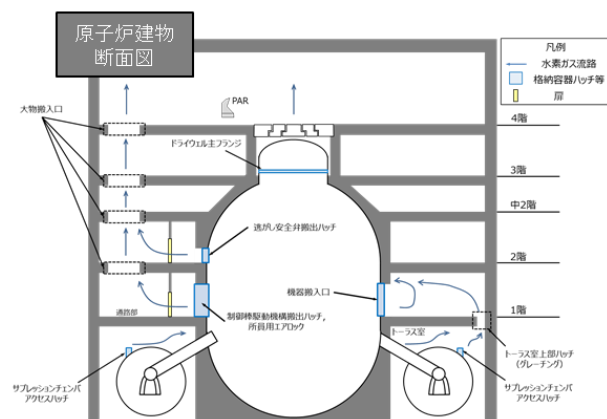 原子炉建物
断面図
凡例
水素ガス流路
格納容器ハッチ等
扉
大物搬入口
PAR
4階
ドライウェル主フランジ
3階
中2階
逃がし安全弁搬出ハッチ
2階
機器搬入口
制御棒駆動機構搬出ハッチ,
所員用エアロック
通路部
1階
トーラス室
トーラス室上部ハッチ
(グレーチング)
サプレッションチェンバ
アクセスハッチ
サプレッションチェンバ
アクセスハッチ